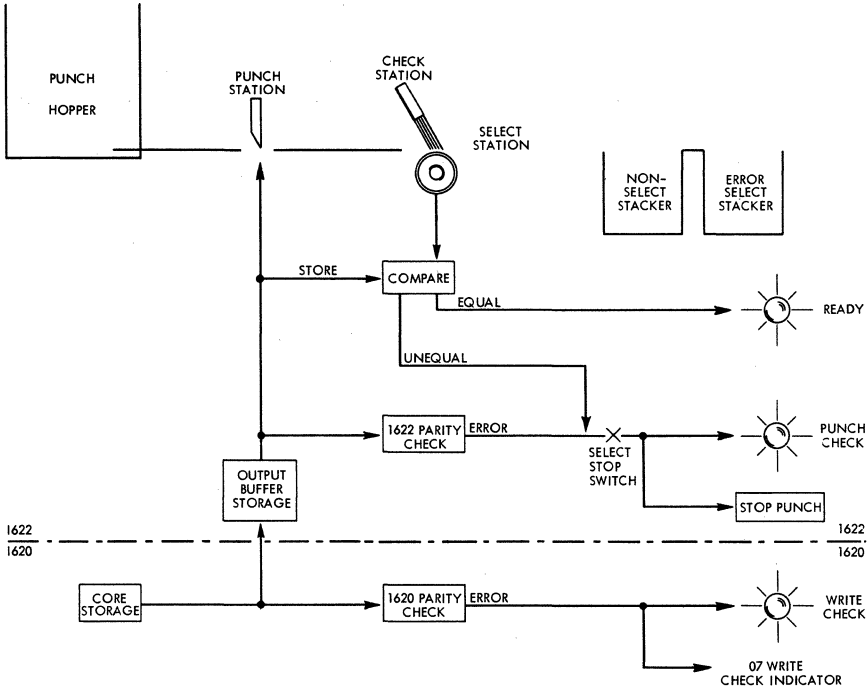 PUNCH
HOPPER
PUNCH
STATION
CHECK
STATION
SELECT
STATION
NON-
SELECT
STACKER
ERROR
SELECT
STACKER
STORE
COMPARE
EQUAL
READY
UNEQUAL
1622 PARITY
CHECK
ERROR
SELECT
STOP
SWITCH
PUNCH
CHECK
OUTPUT
BUFFER
STORAGE
STOP PUNCH
1622
1620
1622
1620
CORE
STORAGE
1620 PARITY
CHECK
ERROR
WRITE
CHECK
07 WRITE
CHECK INDICATOR